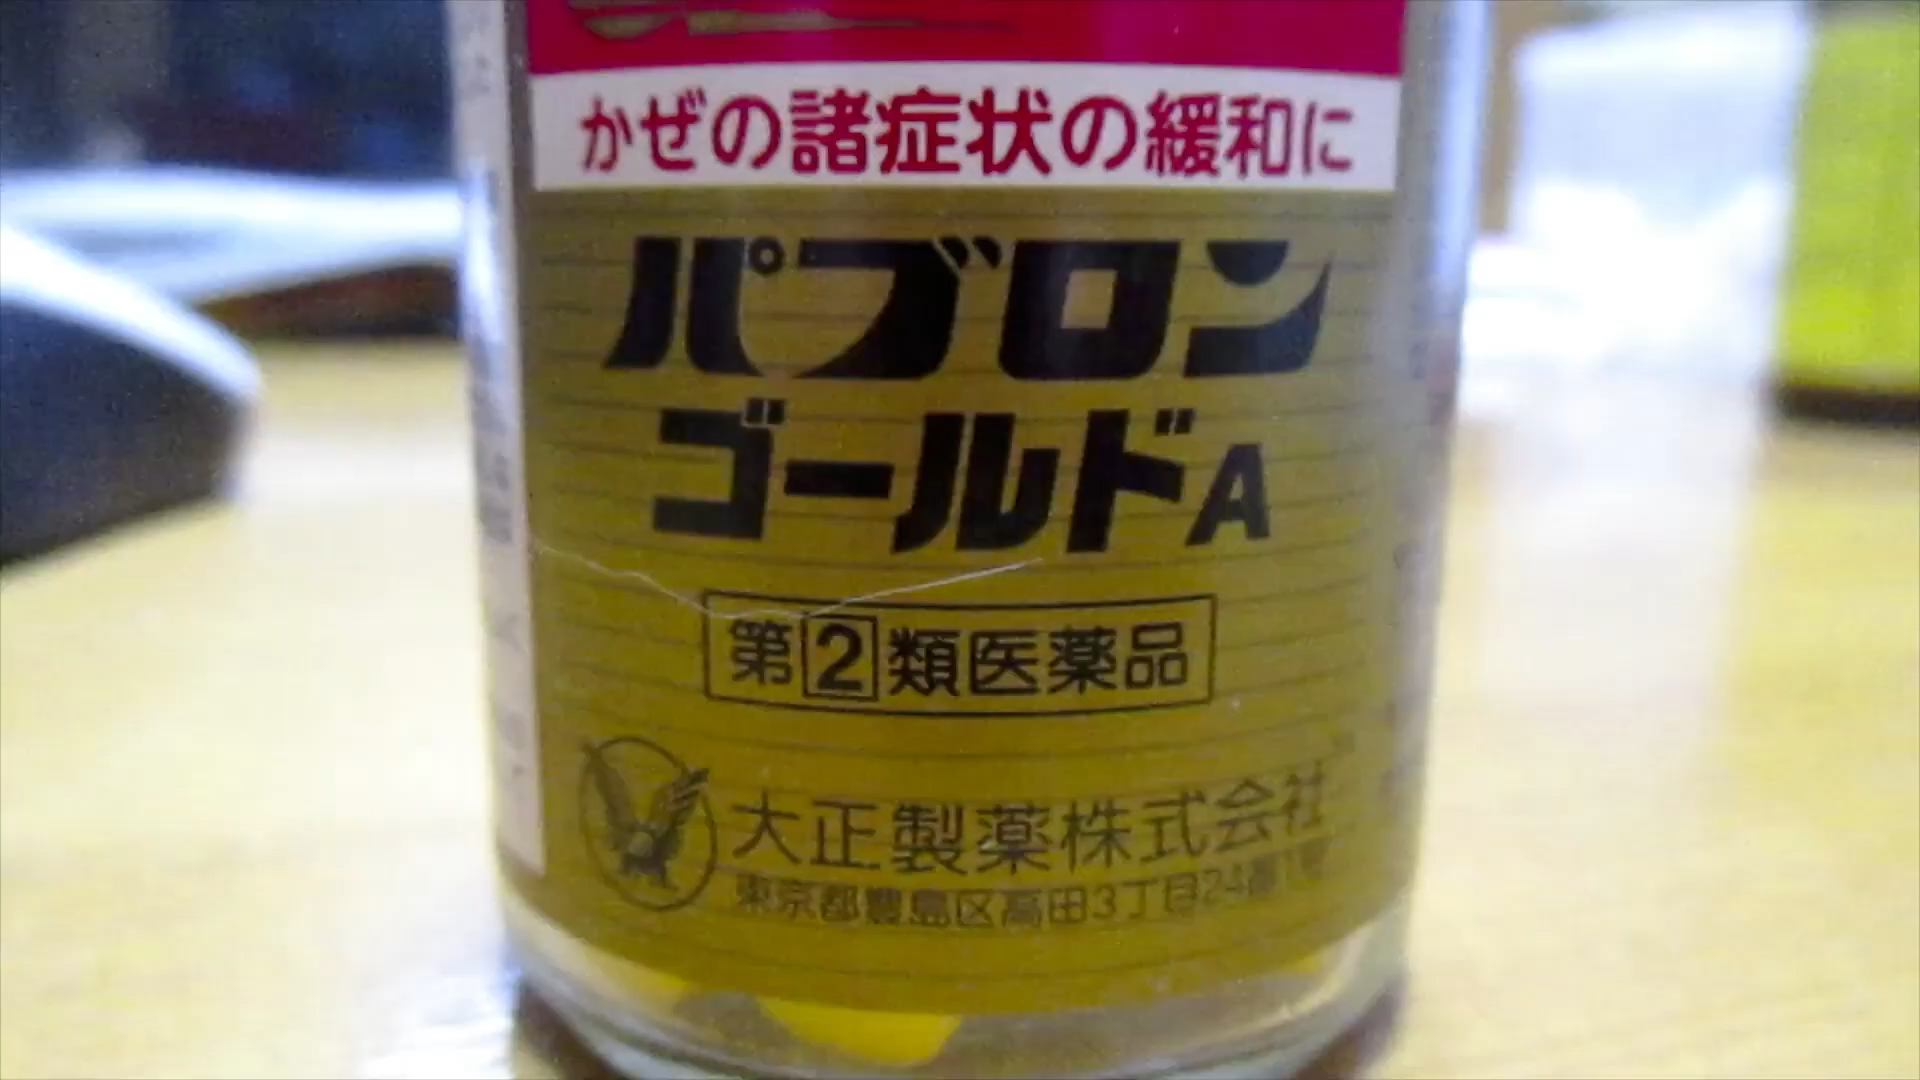 かぜの諸症状の緩和に
パブロン
ゴールドA
第2類医薬品
大正製薬株式会社
東京都豊島区高田3丁目24番1号